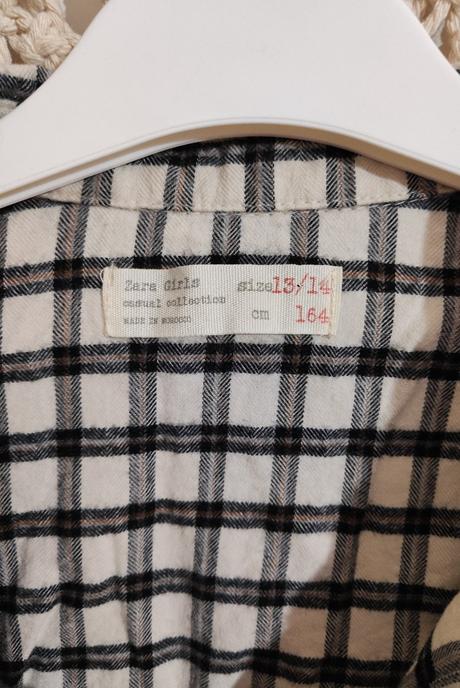 Zara Girls size 13/14
casual collection
MADE IN MOROCCO cm 164